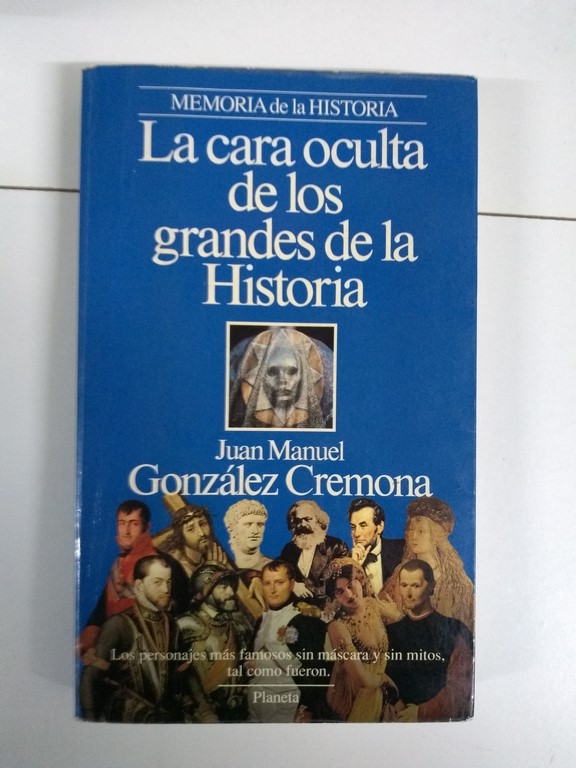 MEMORIA de la HISTORIA
La cara oculta
de los
grandes de la
Historia
Juan Manuel
González Cremona
Los personajes más famosos sin máscara y sin mitos,
tal como fueron.
Planeta